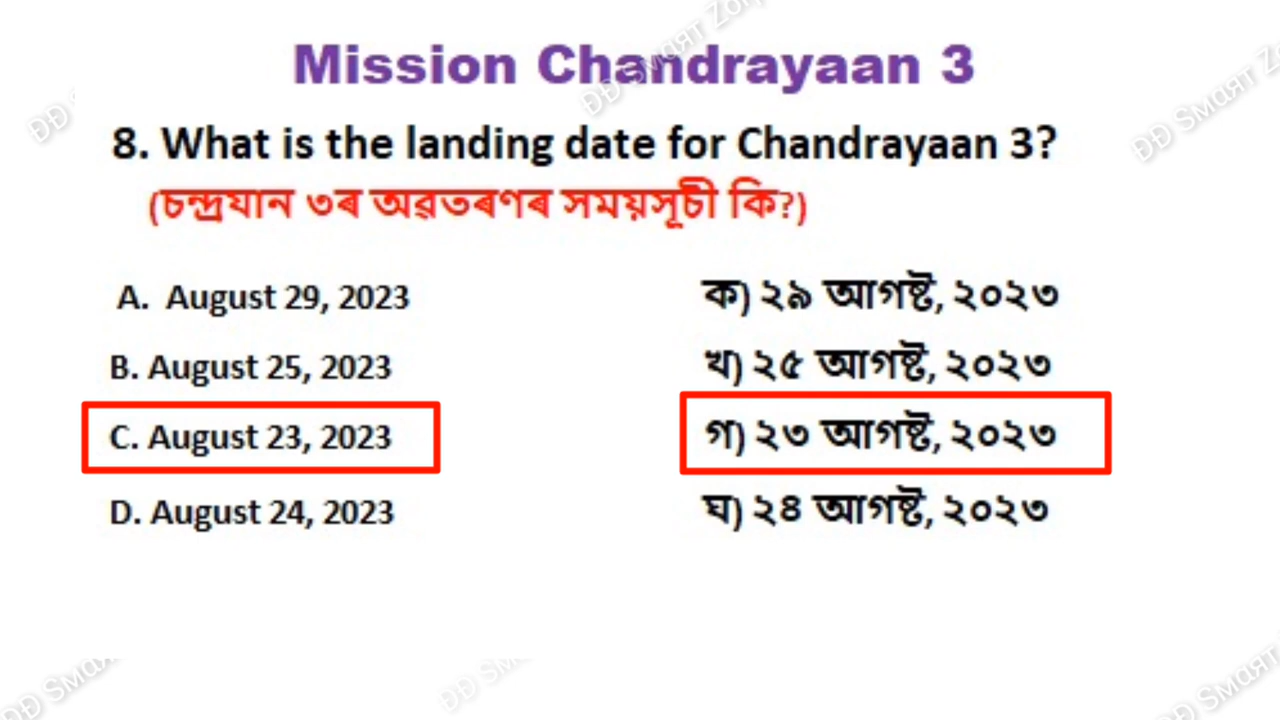 Mission Chandrayaan 3
8. What is the landing date for Chandrayaan 3?
(চন্দ্ৰযান ৩ৰ অৱতৰণৰ সময়সূচী কি?)
A. August 29, 2023
ক) ২৯ আগষ্ট, ২০২৩
B. August 25, 2023
খ) ২৫ আগষ্ট, ২০২৩
C. August 23, 2023
গ) ২৩ আগষ্ট, ২০২৩
D. August 24, 2023
ঘ) ২৪ আগষ্ট, ২০২৩